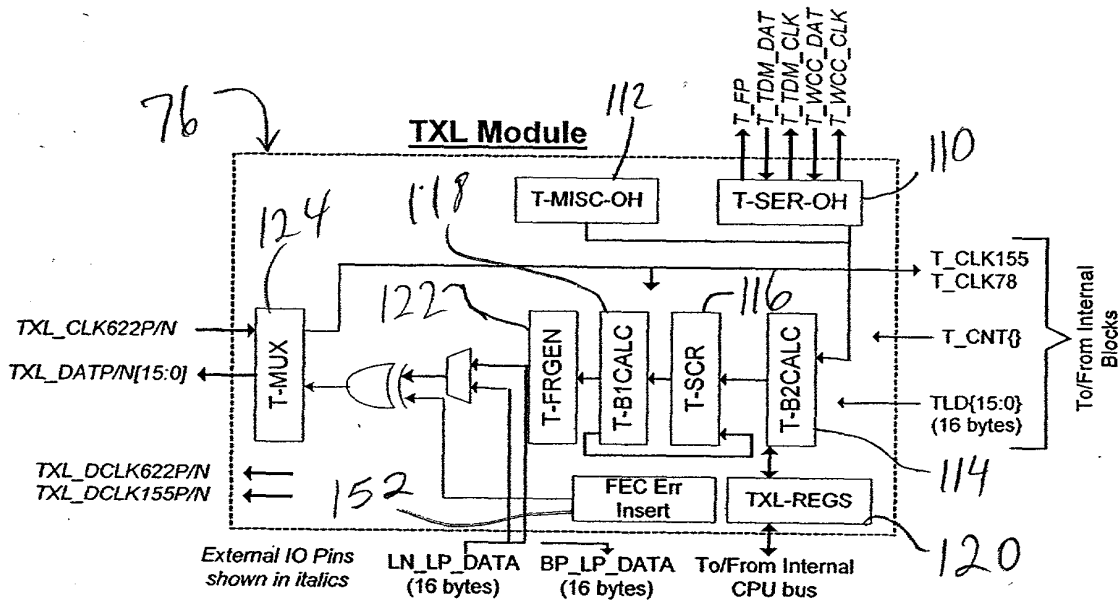 T_FP
T_TDM_DAT
T_TDM_CLK
T_WCC_DAT
T_WCC_CLK
76
112
TXL Module
110
T-MISC-OH
T-SER-OH
118
124
T_CLK155
T_CLK78
122
116
TXL_CLK622P/N
T_CNT{}
TXL_DATP/N[15:0]
T-MUX
T-FRGEN
T-B1CALC
T-SCR
T-B2CALC
TLD{15:0}
(16 bytes)
To/From Internal
Blocks
TXL_DCLK622P/N
TXL_DCLK155P/N
114
152
FEC Err
Insert
TXL-REGS
120
External IO Pins
shown in italics
LN_LP_DATA
(16 bytes)
BP_LP_DATA
(16 bytes)
To/From Internal
CPU bus